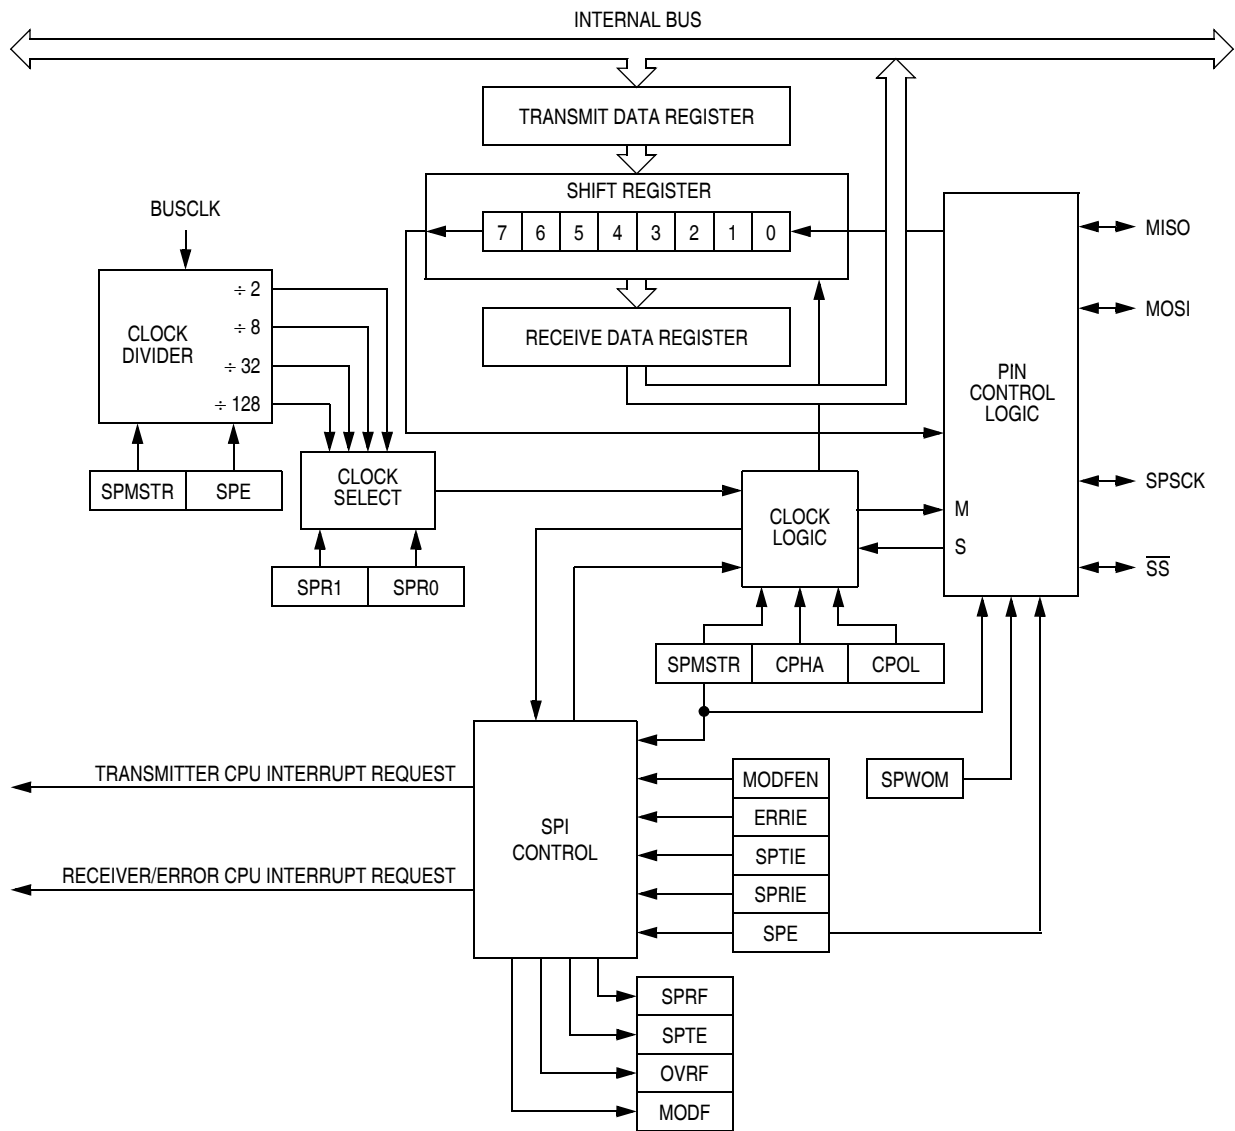 INTERNAL BUS
TRANSMIT DATA REGISTER
SHIFT REGISTER
7 6 5 4 3 2 1 0
RECEIVE DATA REGISTER
BUSCLK
CLOCK
DIVIDER
÷ 2
÷ 8
÷ 32
÷ 128
SPMSTR SPE
CLOCK
SELECT
SPR1 SPR0
CLOCK
LOGIC
M
S
PIN
CONTROL
LOGIC
MISO
MOSI
SPSCK
S̅S̅
SPMSTR CPHA CPOL
TRANSMITTER CPU INTERRUPT REQUEST
RECEIVER/ERROR CPU INTERRUPT REQUEST
SPI
CONTROL
MODFEN
ERRIE
SPTIE
SPRIE
SPE
SPWOM
SPRF
SPTE
OVRF
MODF